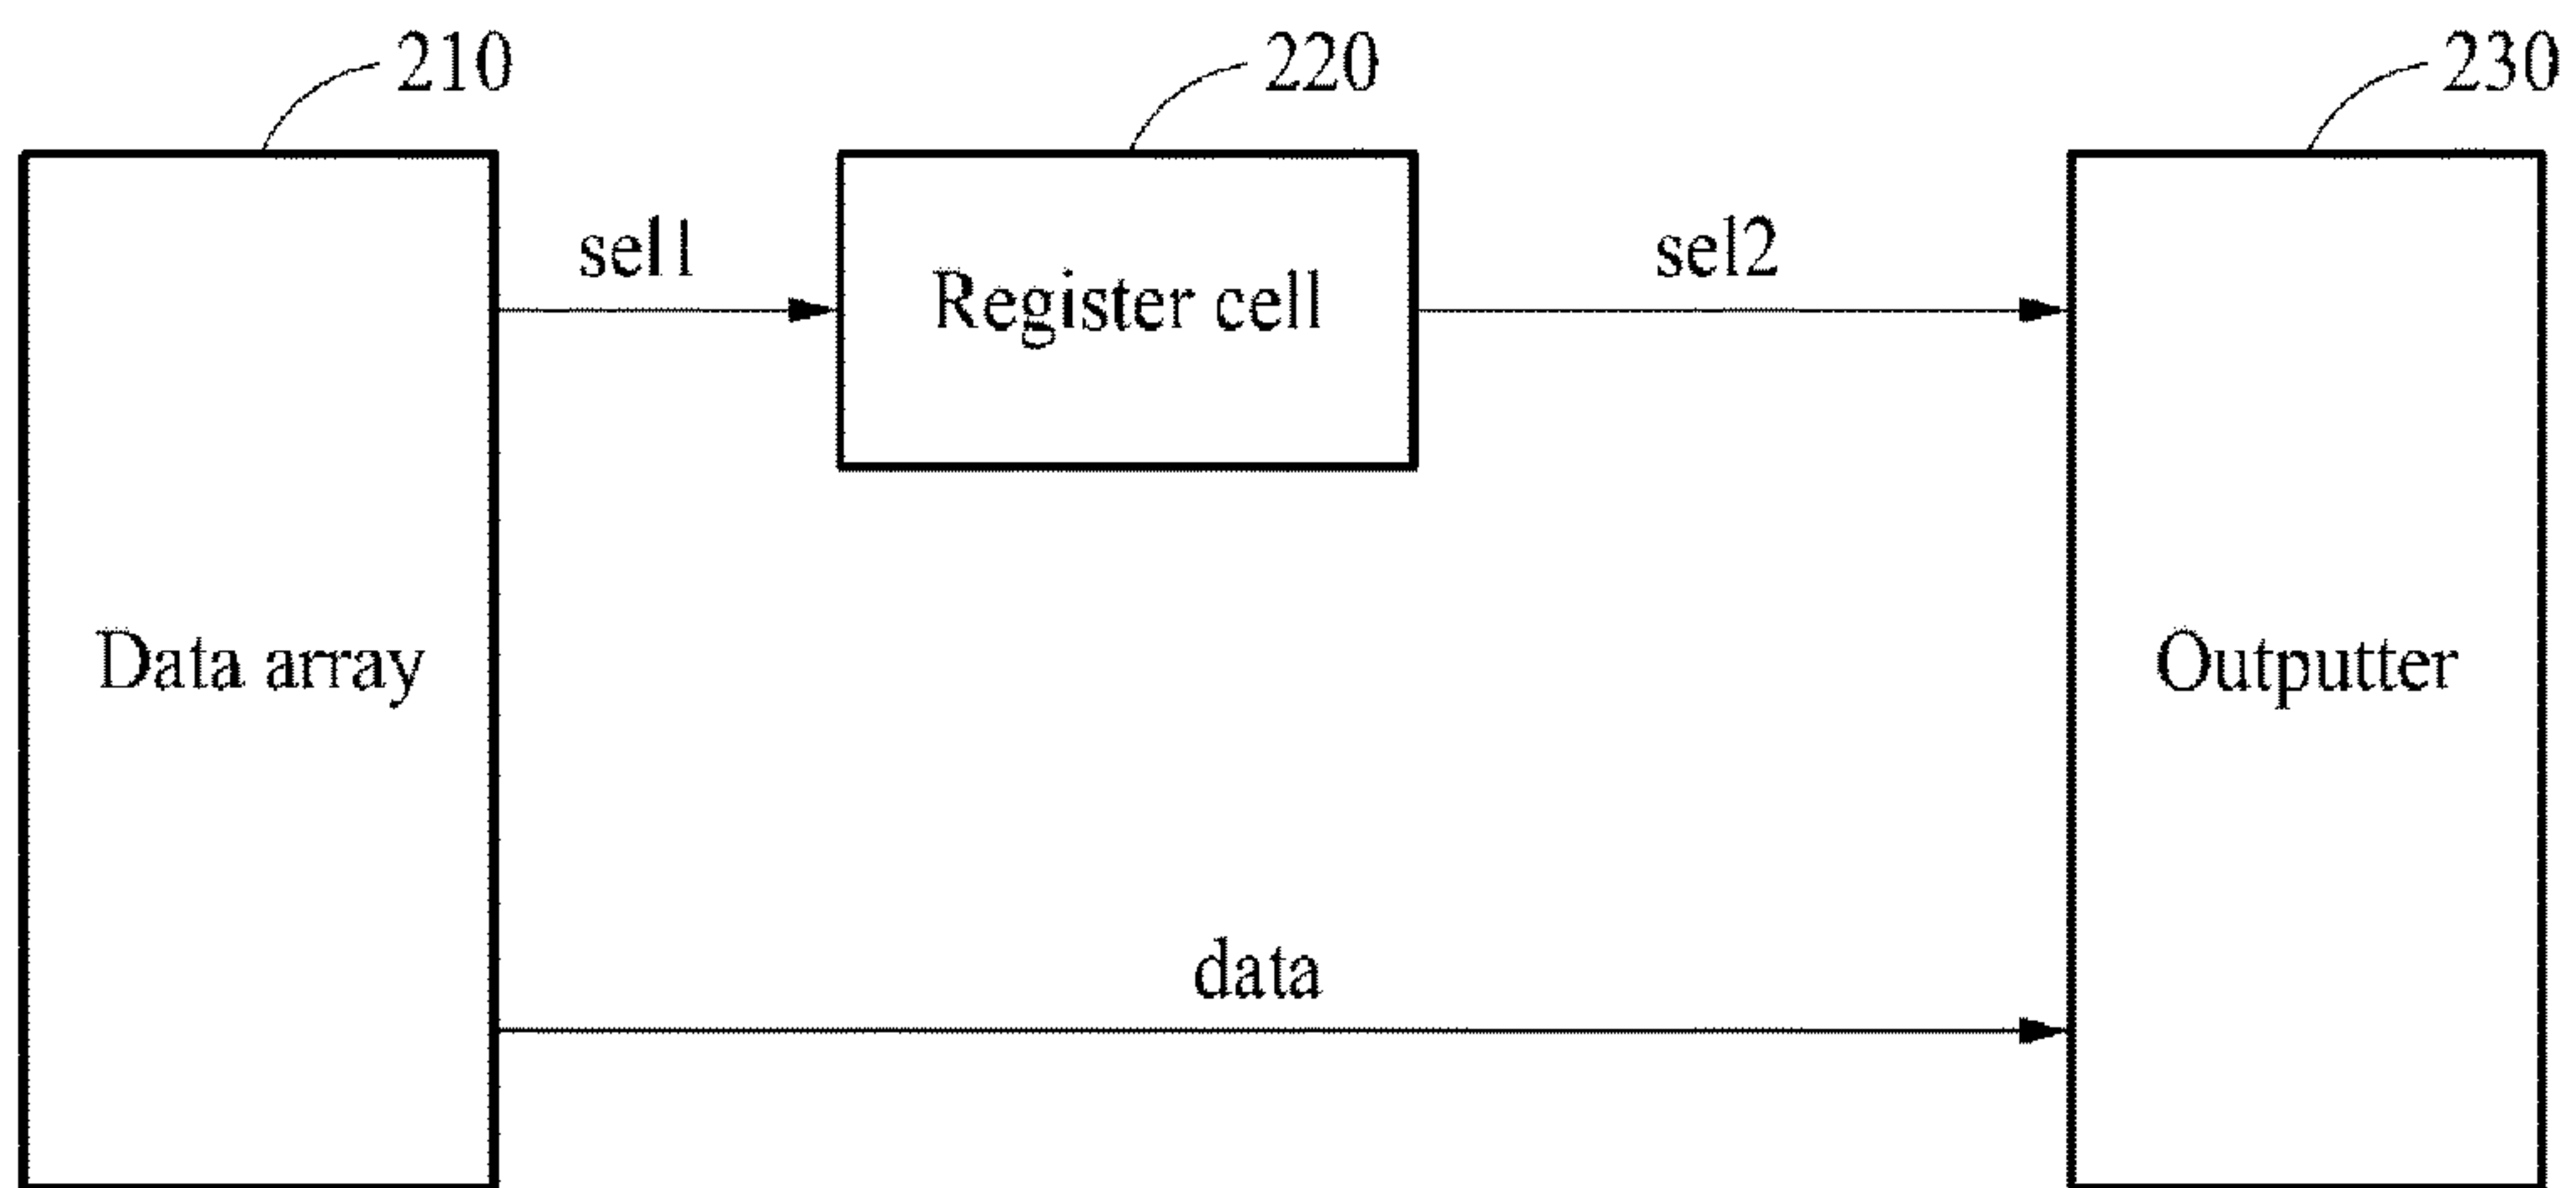 210
220
230
sel1
sel2
Register cell
Data array
Outputter
data